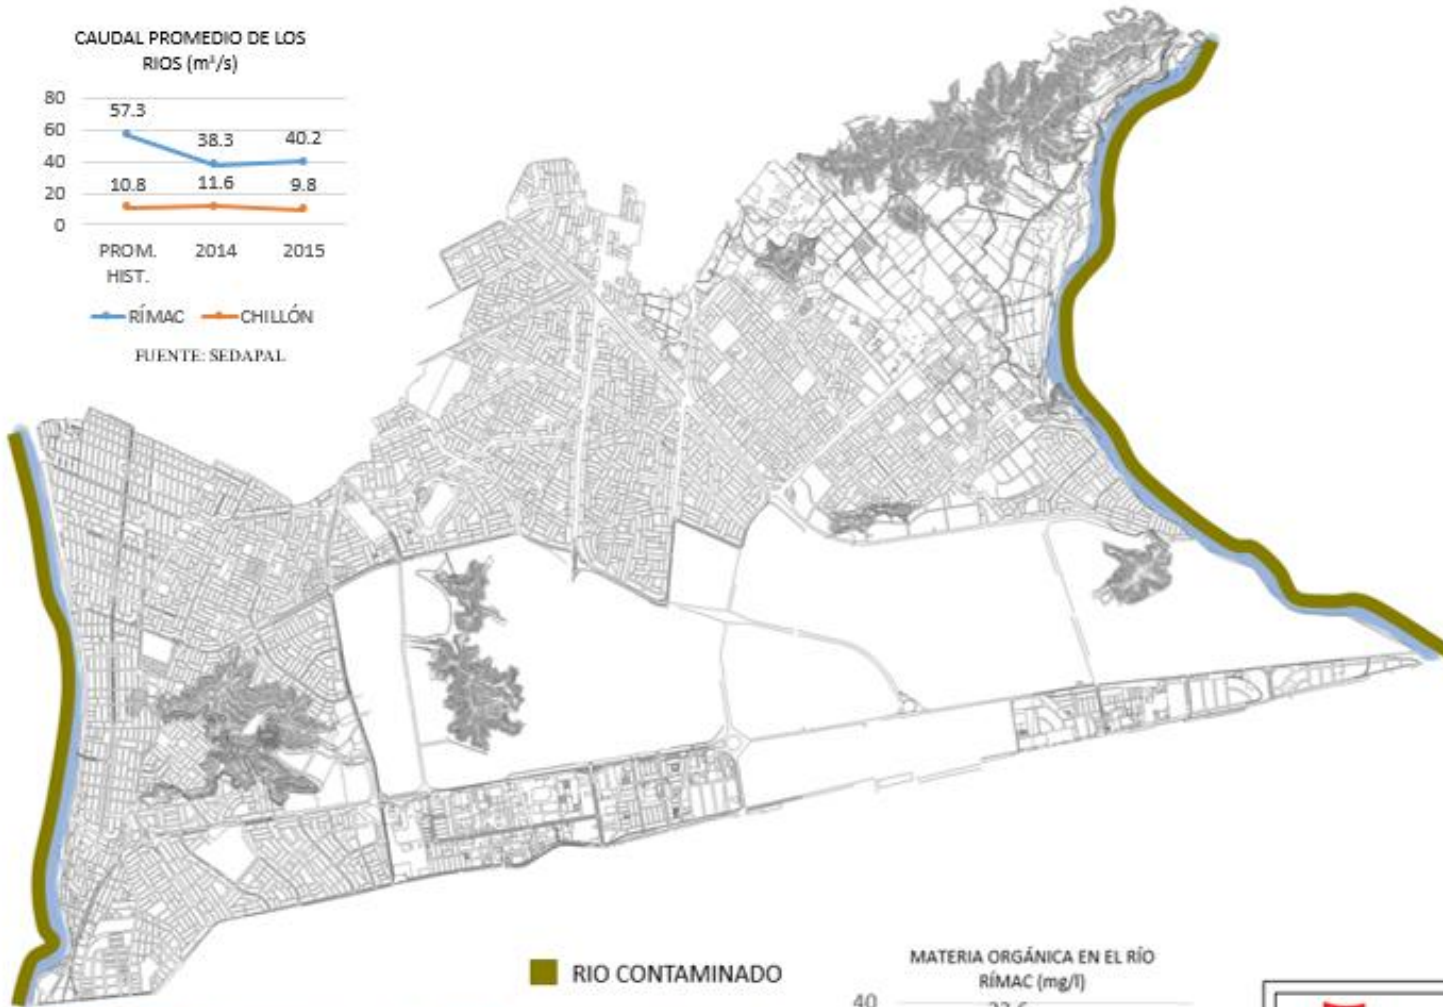 CAUDAL PROMEDIO DE LOS
RIOS (m³/s)
80
60
40
20
0
57.3
38.3
40.2
10.8
11.6
9.8
PROM.
HIST.
2014
2015
RÍMAC
CHILLÓN
FUENTE: SEDAPAL
RIO CONTAMINADO
MATERIA ORGÁNICA EN EL RÍO
RÍMAC (mg/l)
40